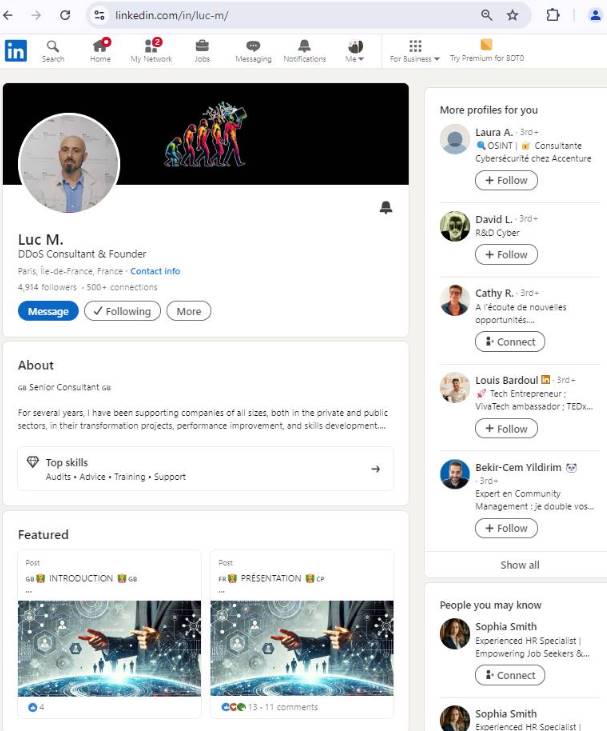 linkedin.com/in/luc-m/
in
Search
Home
2
My Network
Jobs
Messaging
Notifications
Me
For Business
Try Premium for BDT0
Luc M.
DDoS Consultant & Founder
Paris, Île-de-France, France · Contact info
4,914 followers · 500+ connections
Message
Following
More
About
GB Senior Consultant GB
For several years, I have been supporting companies of all sizes, both in the private and public
sectors, in their transformation projects, performance improvement, and skills development....
Top skills
Audits • Advice • Training • Support
Featured
Post
GB INTRODUCTION GB
...
4
Post
FR PRÉSENTATION CP
...
13 · 11 comments
More profiles for you
Laura A. · 3rd+
OSINT | Consultante
Cybersécurité chez Accenture
+ Follow
David L. · 3rd+
R&D Cyber
+ Follow
Cathy R. · 3rd+
A l'écoute de nouvelles
opportunités....
Connect
Louis Bardoul in · 3rd+
Tech Entrepreneur ;
VivaTech ambassador ; TEDx...
+ Follow
Bekir-Cem Yildirim
· 3rd+
Expert en Community
Management : je double vos...
+ Follow
Show all
People you may know
Sophia Smith
Experienced HR Specialist |
Empowering Job Seekers &...
Connect
Sophia Smith
Experienced HR Specialist |